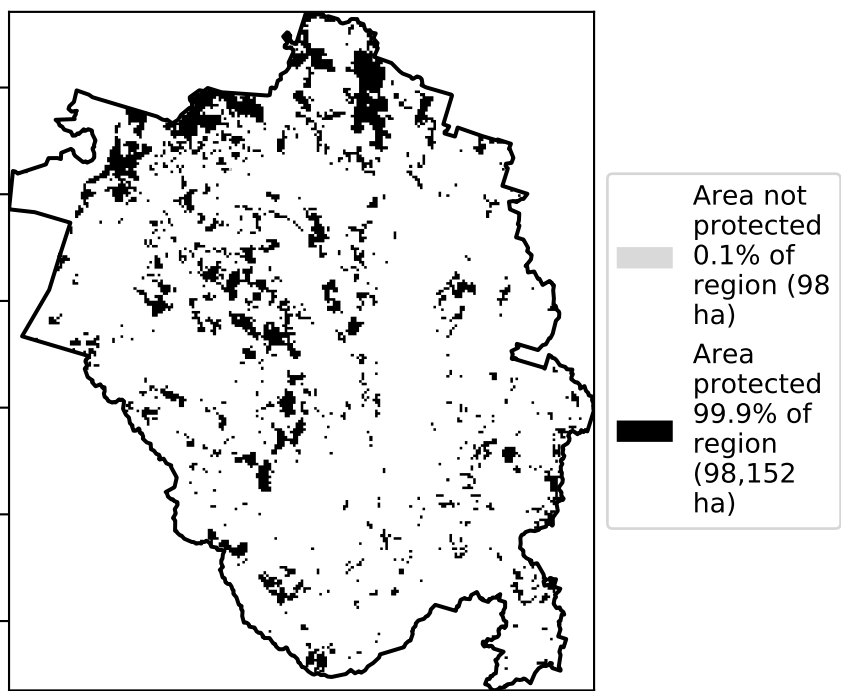 Area not
protected
0.1% of
region (98
ha)
Area
protected
99.9% of
region
(98,152
ha)